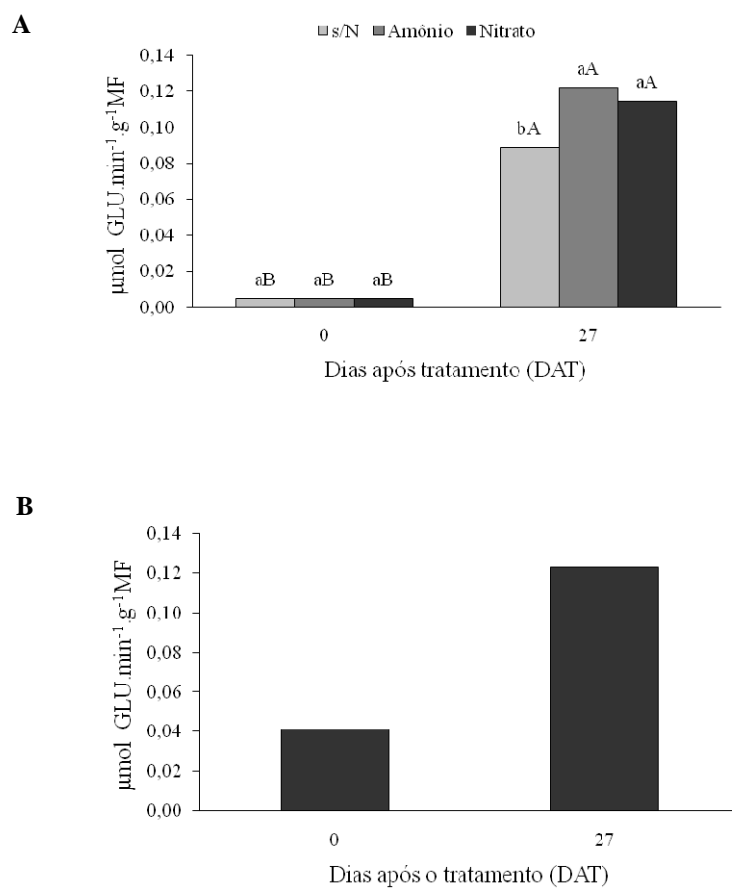 A
s/N Amônio Nitrato
µmol GLU.min⁻¹.g⁻¹MF
0,14
0,12
0,10
0,08
0,06
0,04
0,02
0,00
aB aB aB
bA aA aA
0 27
Dias após tratamento (DAT)
B
µmol GLU.min⁻¹.g⁻¹MF
0,14
0,12
0,10
0,08
0,06
0,04
0,02
0,00
0 27
Dias após o tratamento (DAT)